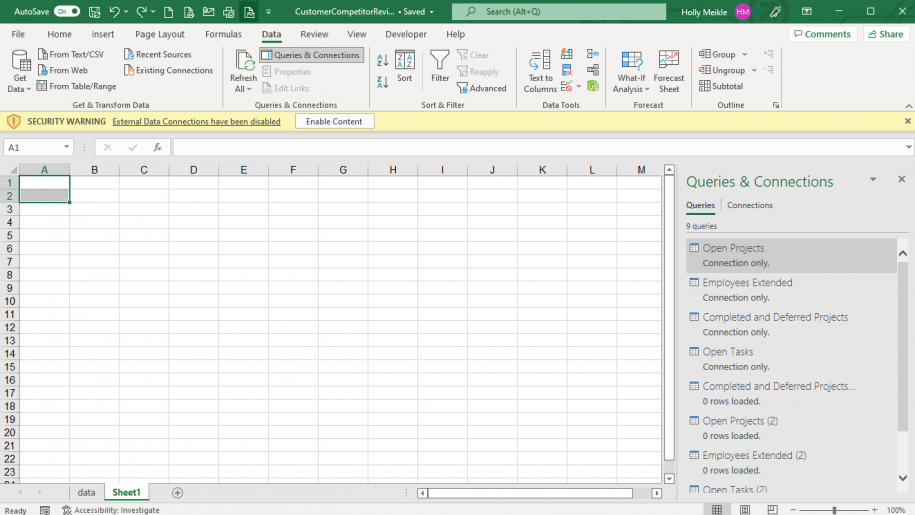 AutoSave On CustomerCompetitorRevi... • Saved Search (Alt+Q) Holly Meikle HM
File Home Insert Page Layout Formulas Data Review View Developer Help Comments Share
Get Data
From Text/CSV
From Web
From Table/Range
Recent Sources
Existing Connections
Get & Transform Data
Refresh All
Queries & Connections
Properties
Edit Links
Queries & Connections
Sort
Filter
Clear
Reapply
Advanced
Sort & Filter
Text to Columns
Data Tools
What-If Analysis
Forecast Sheet
Forecast
Group
Ungroup
Subtotal
Outline
SECURITY WARNING External Data Connections have been disabled Enable Content
A1 fx
A B C D E F G H I J K L M
1
2
3
4
5
6
7
8
9
10
11
12
13
14
15
16
17
18
19
20
21
22
23
Queries & Connections
Queries Connections
9 queries
Open Projects
Connection only.
Employees Extended
Connection only.
Completed and Deferred Projects
Connection only.
Open Tasks
Connection only.
Completed and Deferred Projects...
0 rows loaded.
Open Projects (2)
0 rows loaded.
Employees Extended (2)
0 rows loaded.
Open Tasks (2)
data Sheet1
Ready Accessibility: Investigate 100%